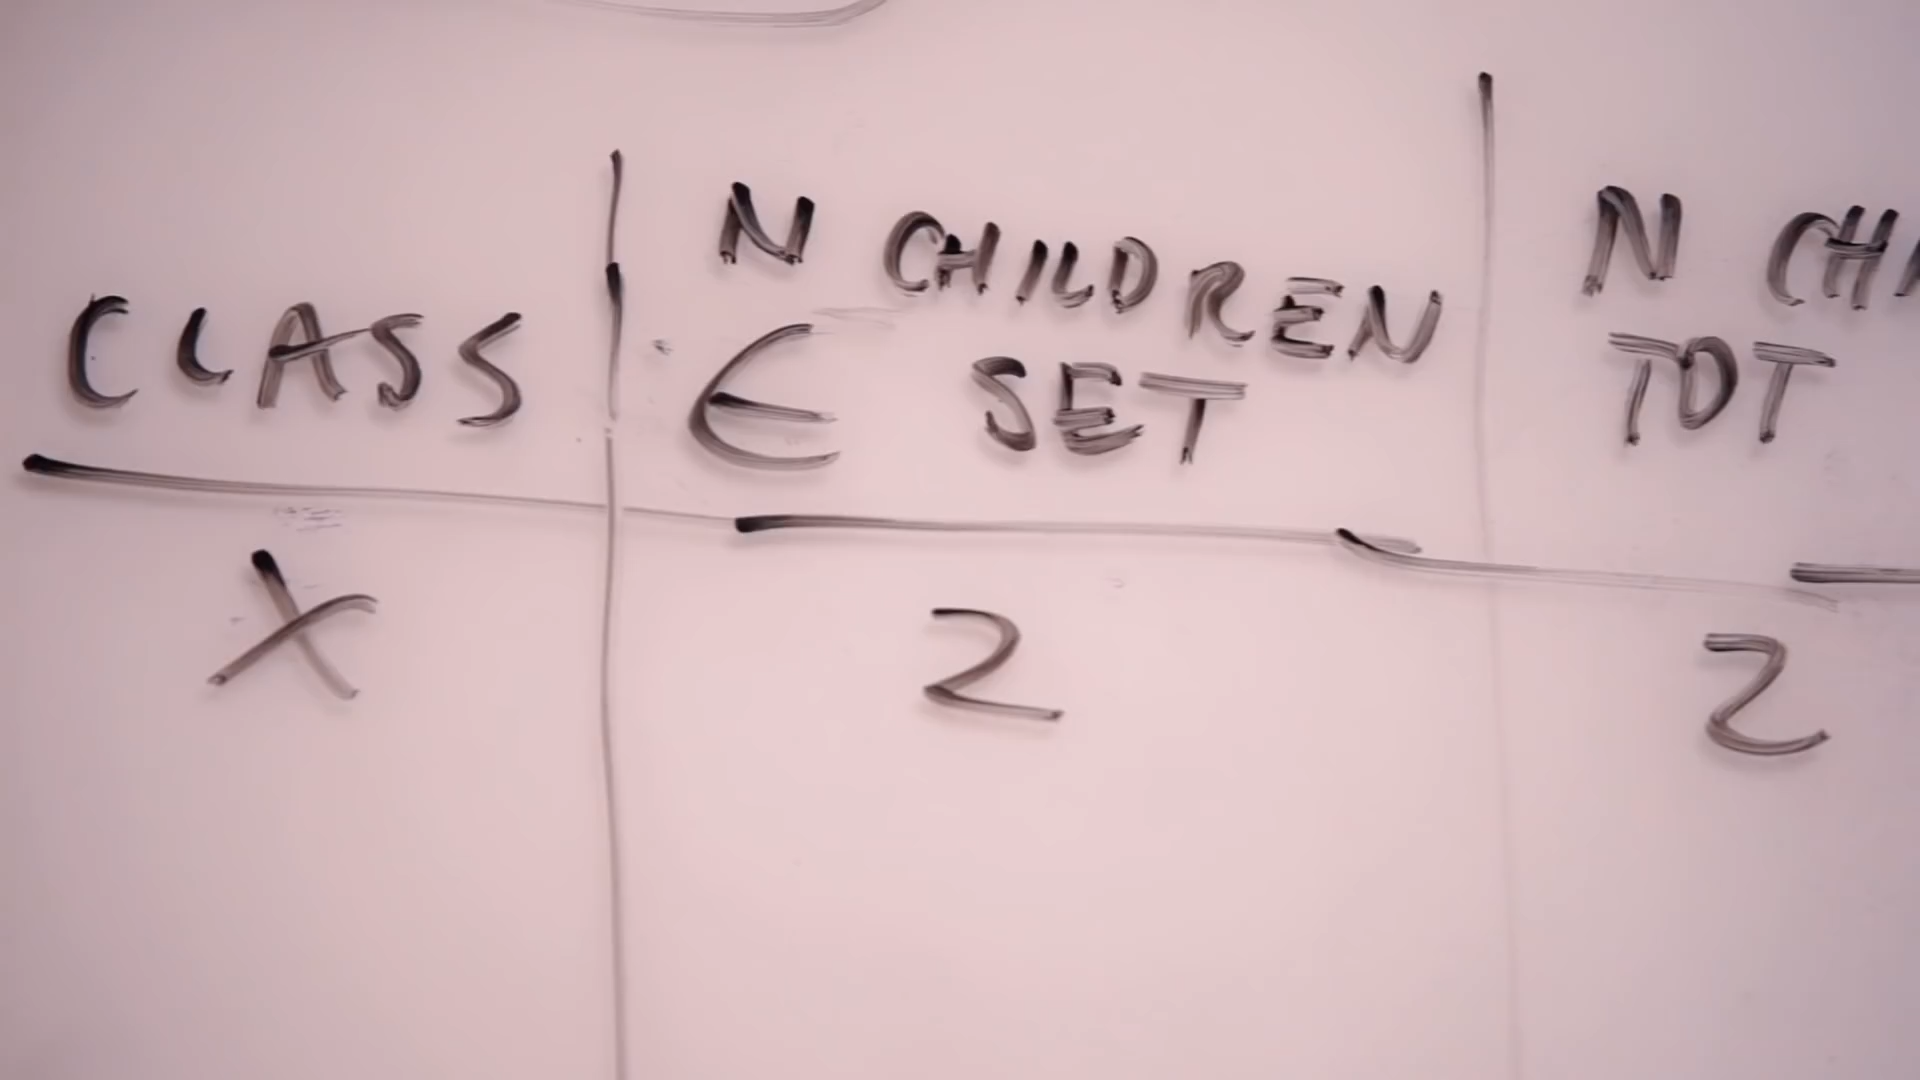 CLASS
N CHILDREN
∈ SET
N CHI
TOT
X
2
2